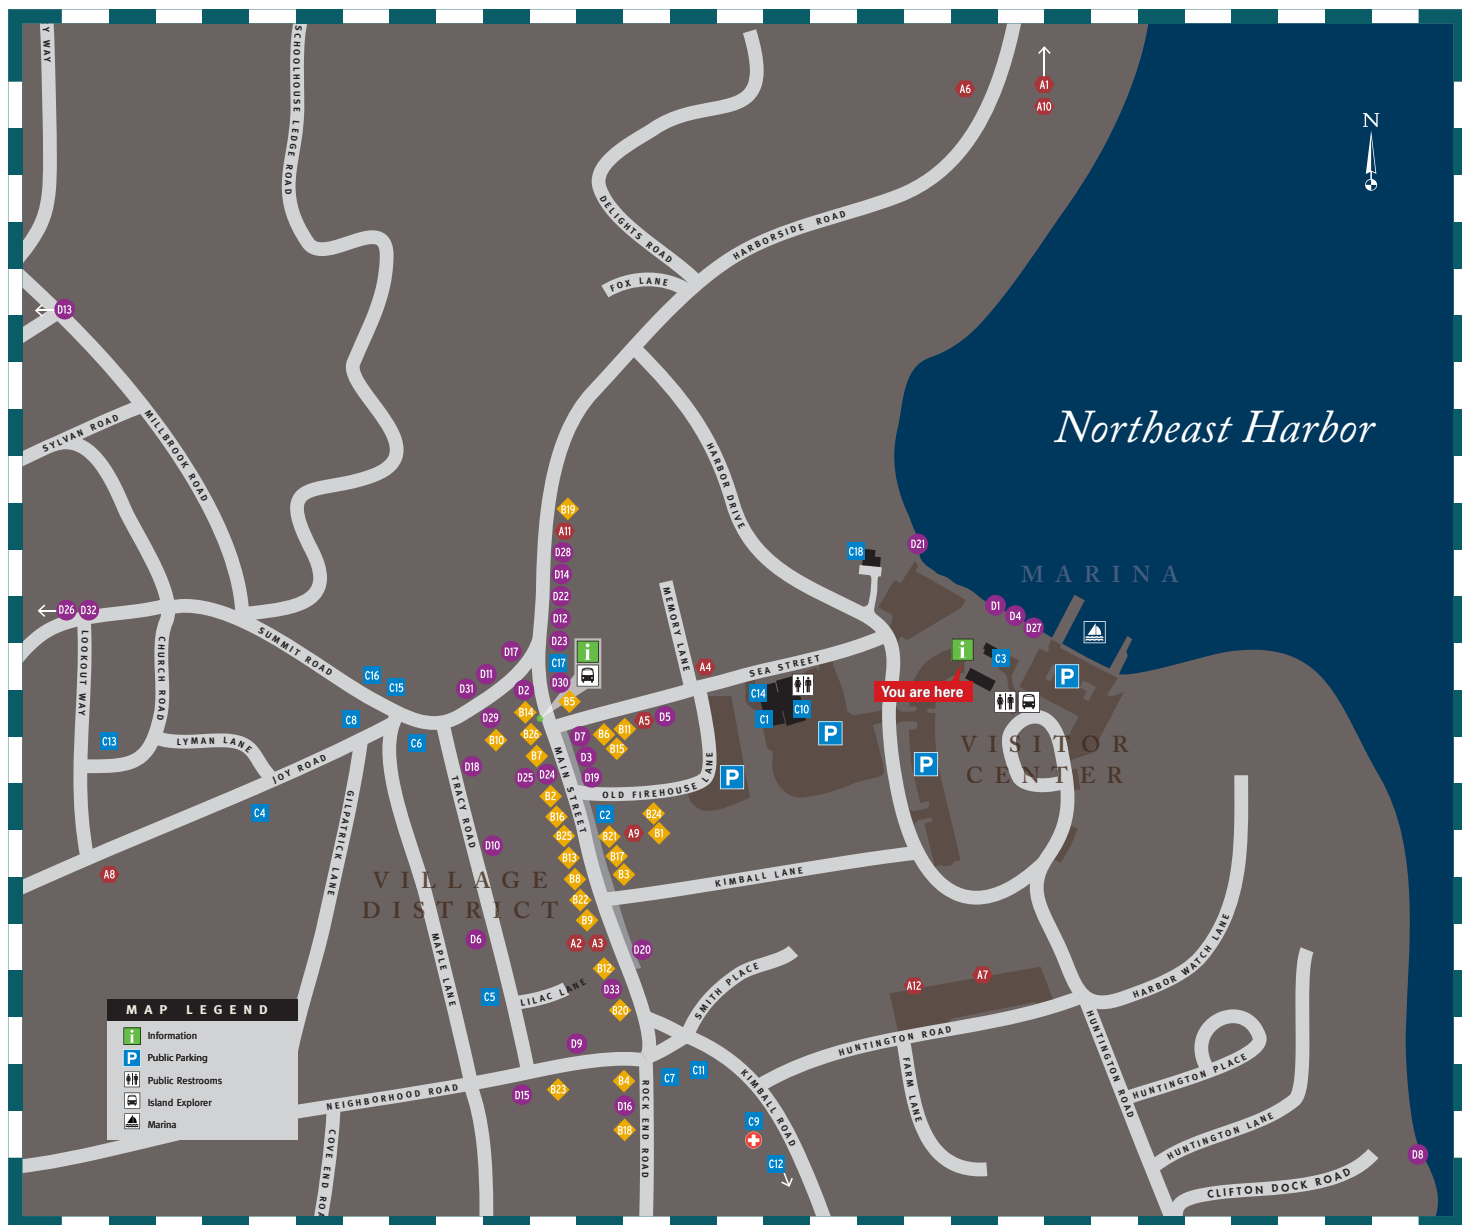 Y WAY
SCHOOLHOUSE LEDGE ROAD
A6
A1
A10
N
DELIGHTS ROAD
HARBORSIDE ROAD
FOX LANE
D13
SYLVAN ROAD
MILLBROOK ROAD
HARBOR DRIVE
Northeast Harbor
B19
A11
D28
D14
D22
D12
D23
C17
D30
B5
C18
D21
MARINA
D1
D4
D27
D26
D32
LOOKOUT WAY
CHURCH ROAD
SUMMIT ROAD
MEMORY LANE
SEA STREET
A4
i
i
C3
P
You are here
D17
D11
D31
D2
C16
C15
C8
C6
D29
B14
B10
B26
B7
D18
D25
D24
C14
C1
C10
P
P
P
VISITOR
CENTER
C13
LYMAN LANE
JOY ROAD
C4
A8
D7
B6
B11
A5
D5
B15
D3
D19
MAIN STREET
OLD FIREHOUSE LANE
B2
B16
B25
B13
B8
B22
B9
C2
B24
B21
A9
B1
B17
B3
GILPATRICK LANE
TRACY ROAD
D10
KIMBALL LANE
VILLAGE
DISTRICT
D6
MAPLE LANE
A2
A3
D20
B12
D33
B20
C5
LILAC LANE
SMITH PLACE
A12
A7
HARBOR WATCH LANE
HUNTINGTON ROAD
HUNTINGTON ROAD
FARM LANE
HUNTINGTON PLACE
HUNTINGTON LANE
CLIFTON DOCK ROAD
D8
D9
D15
B23
B4
D16
B18
C7
C11
KIMBALL ROAD
C9
C12
ROCK END ROAD
NEIGHBORHOOD ROAD
COVE END ROA
MAP LEGEND
i Information
P Public Parking
Public Restrooms
Island Explorer
Marina